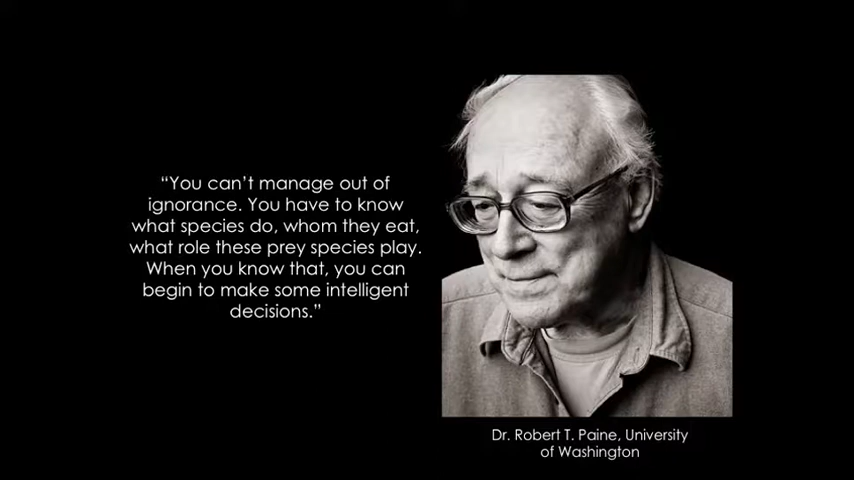 “You can’t manage out of
ignorance. You have to know
what species do, whom they eat,
what role these prey species play.
When you know that, you can
begin to make some intelligent
decisions.”
Dr. Robert T. Paine, University
of Washington